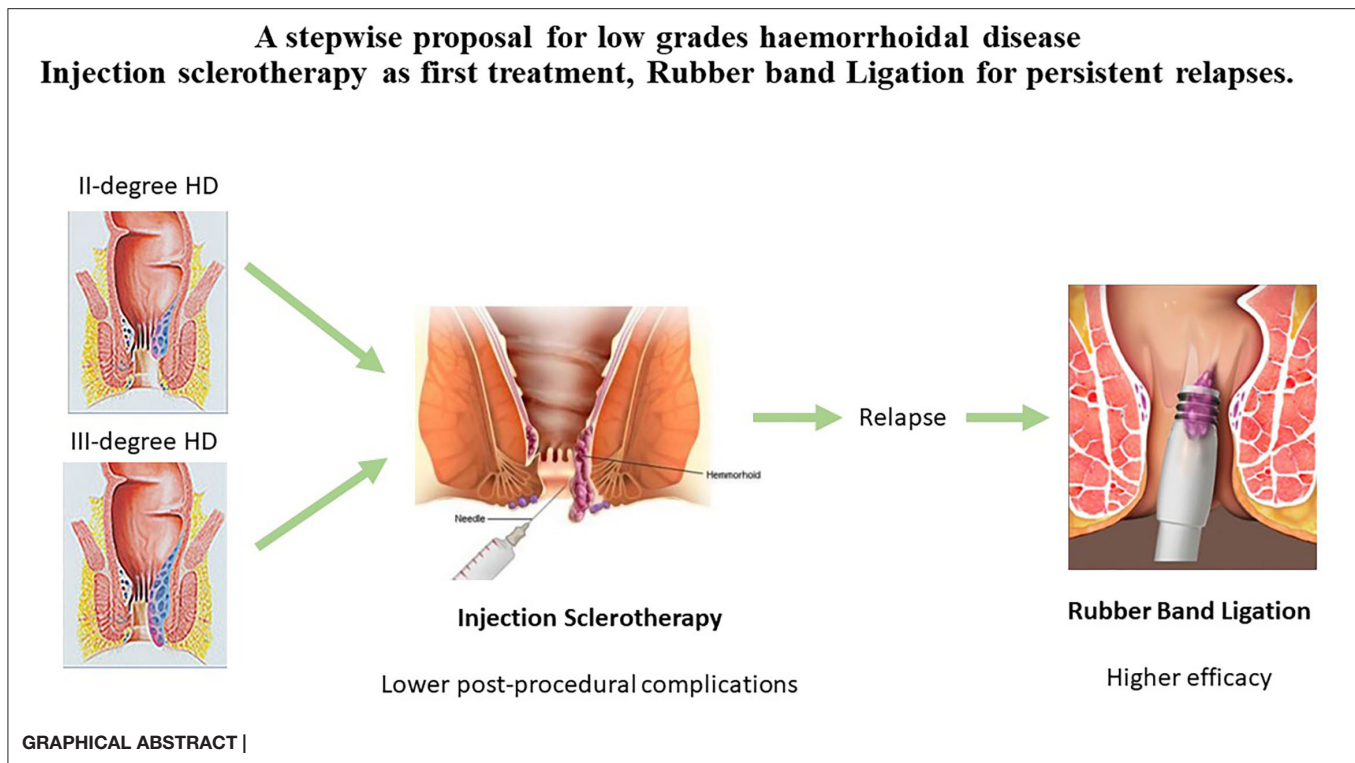 A stepwise proposal for low grades haemorrhoidal disease
Injection sclerotherapy as first treatment, Rubber band Ligation for persistent relapses.
II-degree HD
III-degree HD
Hemmorhoid
Needle
Injection Sclerotherapy
Lower post-procedural complications
Relapse
Rubber Band Ligation
Higher efficacy
GRAPHICAL ABSTRACT |